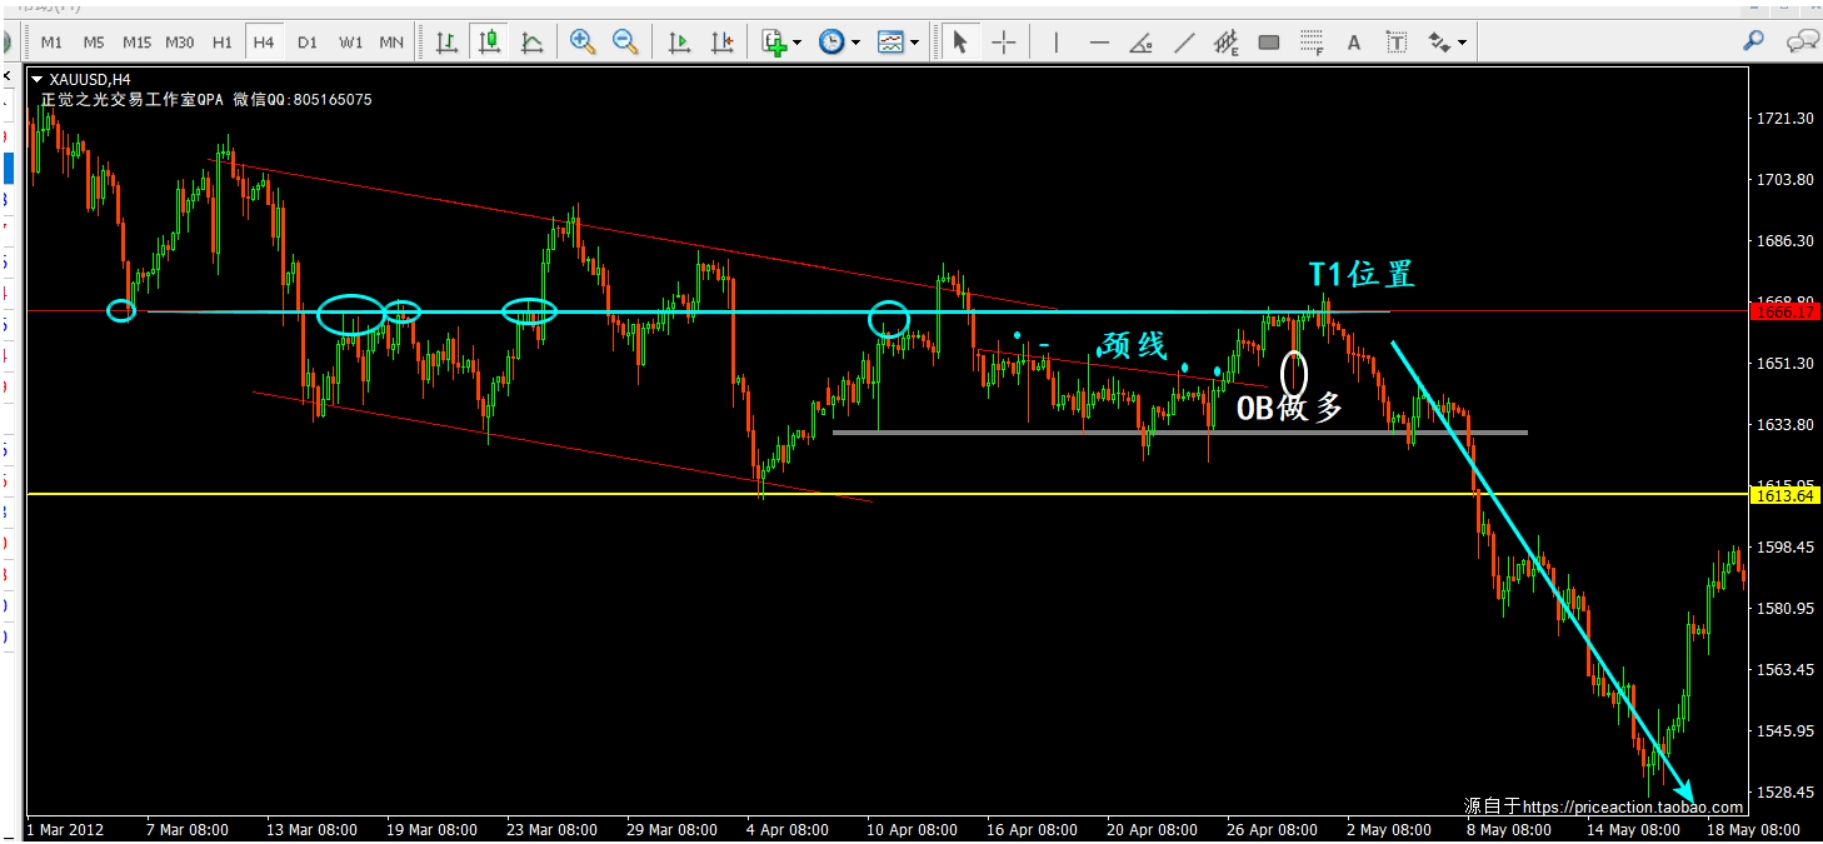 M1 M5 M15 M30 H1 H4 D1 W1 MN
XAUUSD,H4
正觉之光交易工作室QPA 微信QQ:805165075
1721.30
1703.80
1686.30
T1位置
1666.17
颈线
1651.30
OB做多
1633.80
1613.64
1598.45
1580.95
1563.45
1545.95
1528.45
源自于https://priceaction.taobao.com
1 Mar 2012 7 Mar 08:00 13 Mar 08:00 19 Mar 08:00 23 Mar 08:00 29 Mar 08:00 4 Apr 08:00 10 Apr 08:00 16 Apr 08:00 20 Apr 08:00 26 Apr 08:00 2 May 08:00 8 May 08:00 14 May 08:00 18 May 08:00